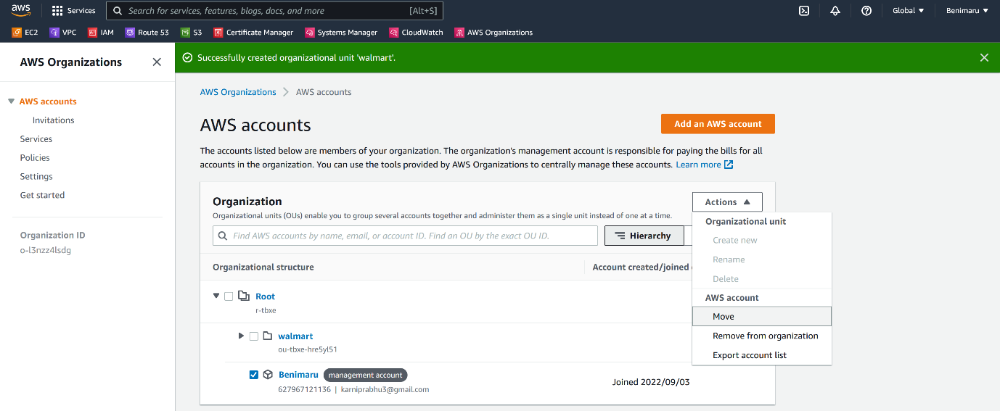 aws
Services
Search for services, features, blogs, docs, and more
[Alt+S]
Global
Benimaru
EC2
VPC
IAM
Route 53
S3
Certificate Manager
Systems Manager
CloudWatch
AWS Organizations
AWS Organizations
Successfully created organizational unit 'walmart'.
AWS accounts
Invitations
Services
Policies
Settings
Get started
Organization ID
o-l3nzz4lsdg
AWS Organizations
AWS accounts
AWS accounts
Add an AWS account
The accounts listed below are members of your organization. The organization's management account is responsible for paying the bills for all
accounts in the organization. You can use the tools provided by AWS Organizations to centrally manage these accounts. Learn more
Organization
Organizational units (OUs) enable you to group several accounts together and administer them as a single unit instead of one at a time.
Find AWS accounts by name, email, or account ID. Find an OU by the exact OU ID.
Hierarchy
Actions
Organizational unit
Create new
Rename
Delete
AWS account
Move
Remove from organization
Export account list
Organizational structure
Account created/joined
Root
r-tbxe
walmart
ou-tbxe-hre5yl51
Benimaru
management account
627967121136 | karniprabhu3@gmail.com
Joined 2022/09/03